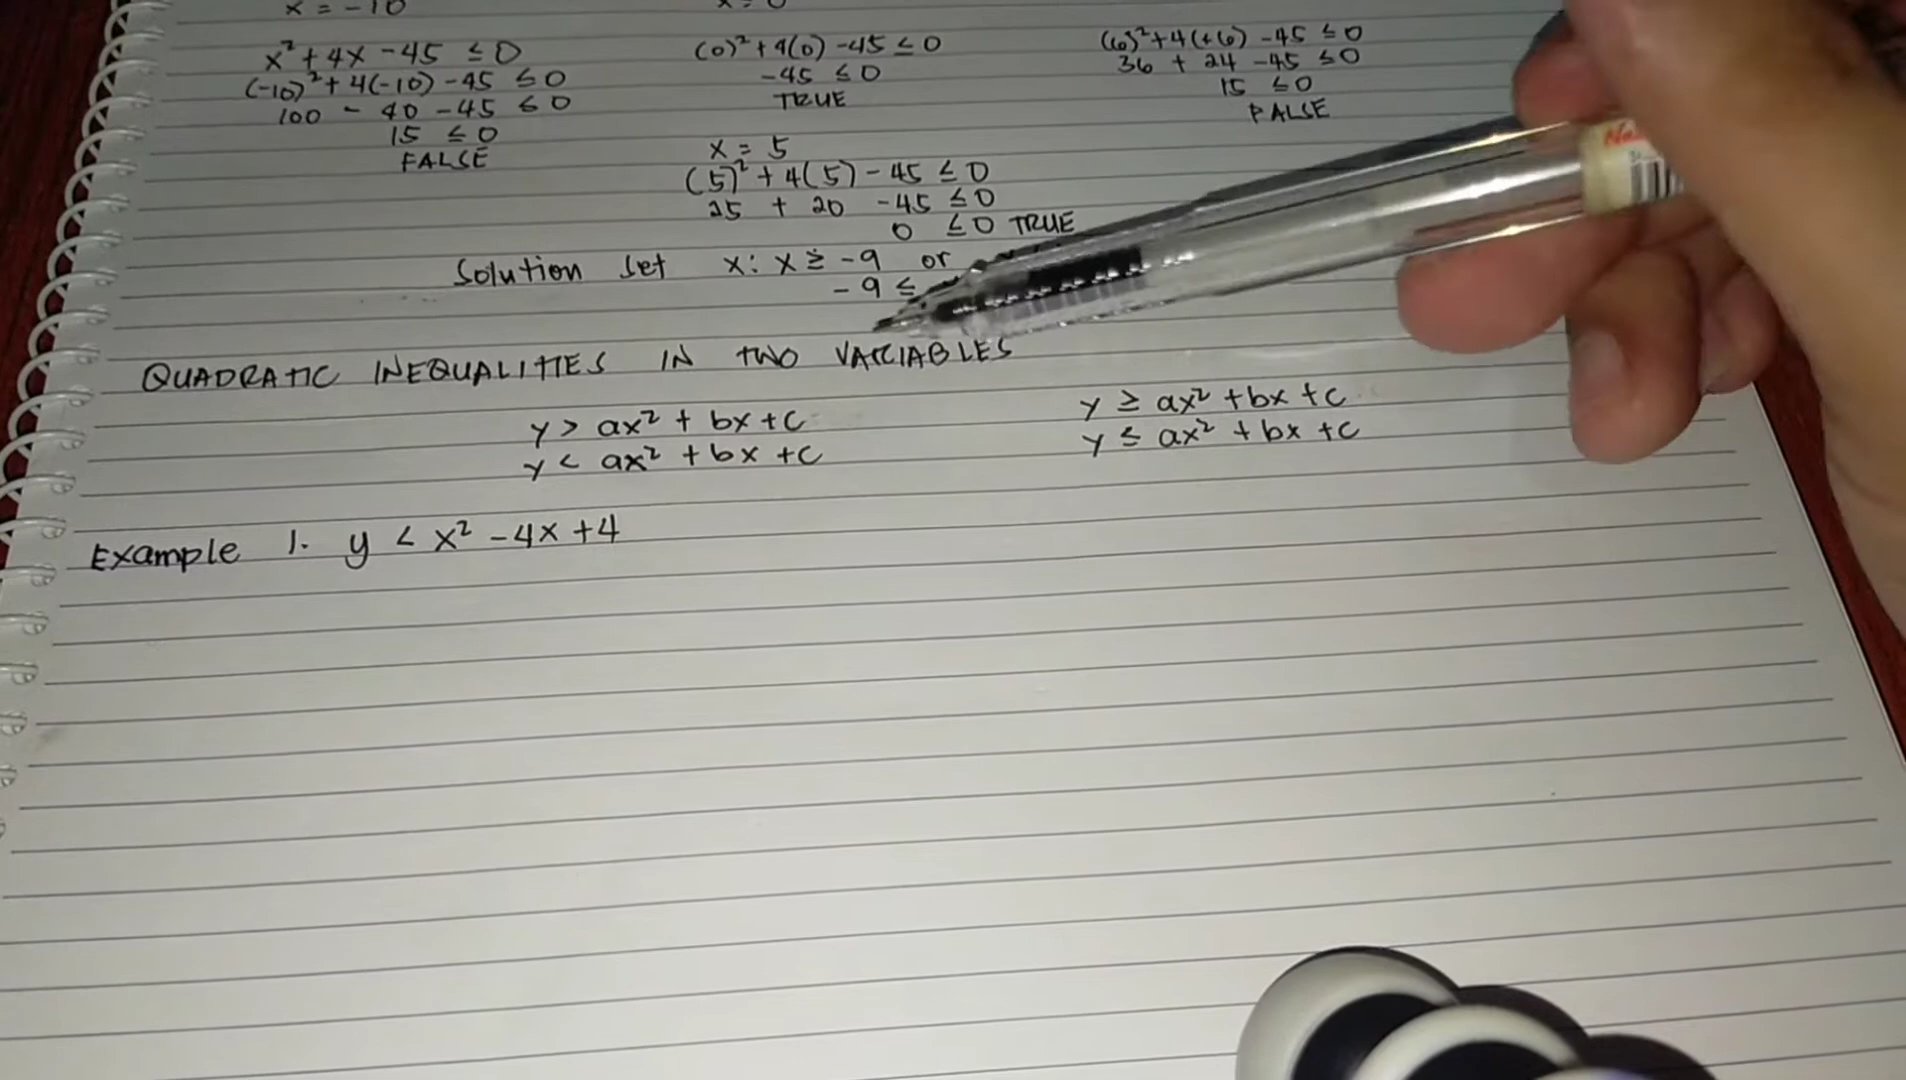 x = -10
x = 0
x² + 4x - 45 ≤ 0
(-10)² + 4(-10) - 45 ≤ 0
100 - 40 - 45 ≤ 0
15 ≤ 0
FALSE
(0)² + 4(0) - 45 ≤ 0
-45 ≤ 0
TRUE
(6)² + 4(+6) - 45 ≤ 0
36 + 24 - 45 ≤ 0
15 ≤ 0
FALSE
x = 5
(5)² + 4(5) - 45 ≤ 0
25 + 20 - 45 ≤ 0
0 ≤ 0 TRUE
Solution set x: x ≥ -9 or
-9 ≤
QUADRATIC INEQUALITIES IN TWO VARIABLES
y > ax² + bx + c
y < ax² + bx + c
y ≥ ax² + bx + c
y ≤ ax² + bx + c
Example 1. y < x² - 4x + 4